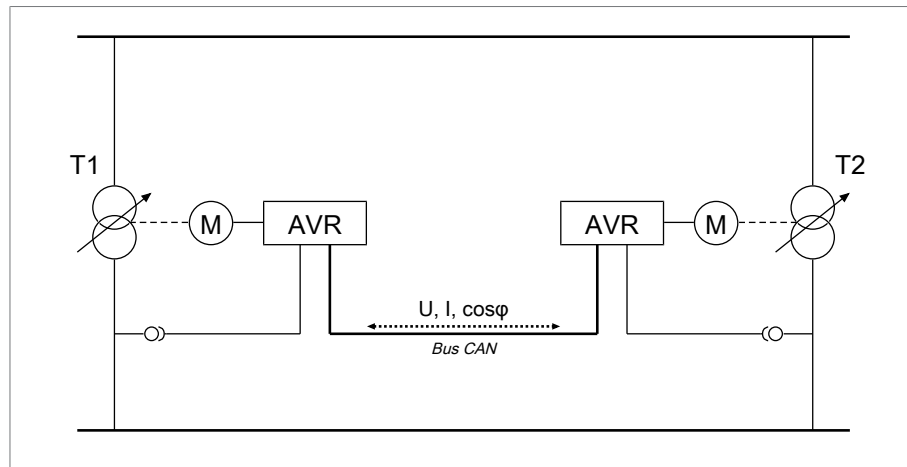 T1
T2
M
AVR
AVR
M
U, I, cosφ
Bus CAN